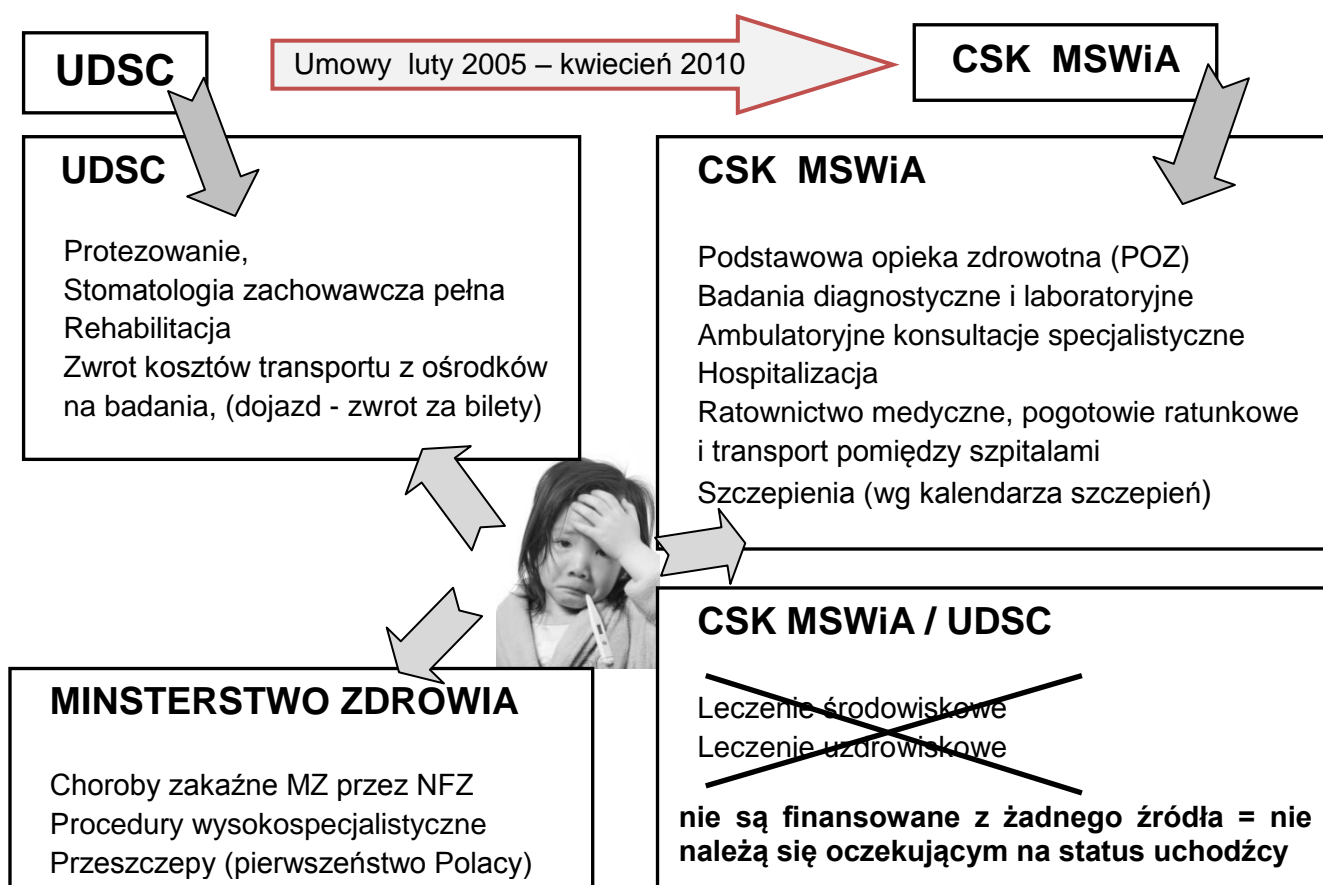 UDSC
Umowy luty 2005 – kwiecień 2010
CSK MSWiA
UDSC
Protezowanie,
Stomatologia zachowawcza pełna
Rehabilitacja
Zwrot kosztów transportu z ośrodków
na badania, (dojazd - zwrot za bilety)
CSK MSWiA
Podstawowa opieka zdrowotna (POZ)
Badania diagnostyczne i laboratoryjne
Ambulatoryjne konsultacje specjalistyczne
Hospitalizacja
Ratownictwo medyczne, pogotowie ratunkowe
i transport pomiędzy szpitalami
Szczepienia (wg kalendarza szczepień)
MINSTERSTWO ZDROWIA
Choroby zakaźne MZ przez NFZ
Procedury wysokospecjalistyczne
Przeszczepy (pierwszeństwo Polacy)
CSK MSWiA / UDSC
Leczenie środowiskowe
Leczenie uzdrowiskowe
nie są finansowane z żadnego źródła = nie
należą się oczekującym na status uchodźcy